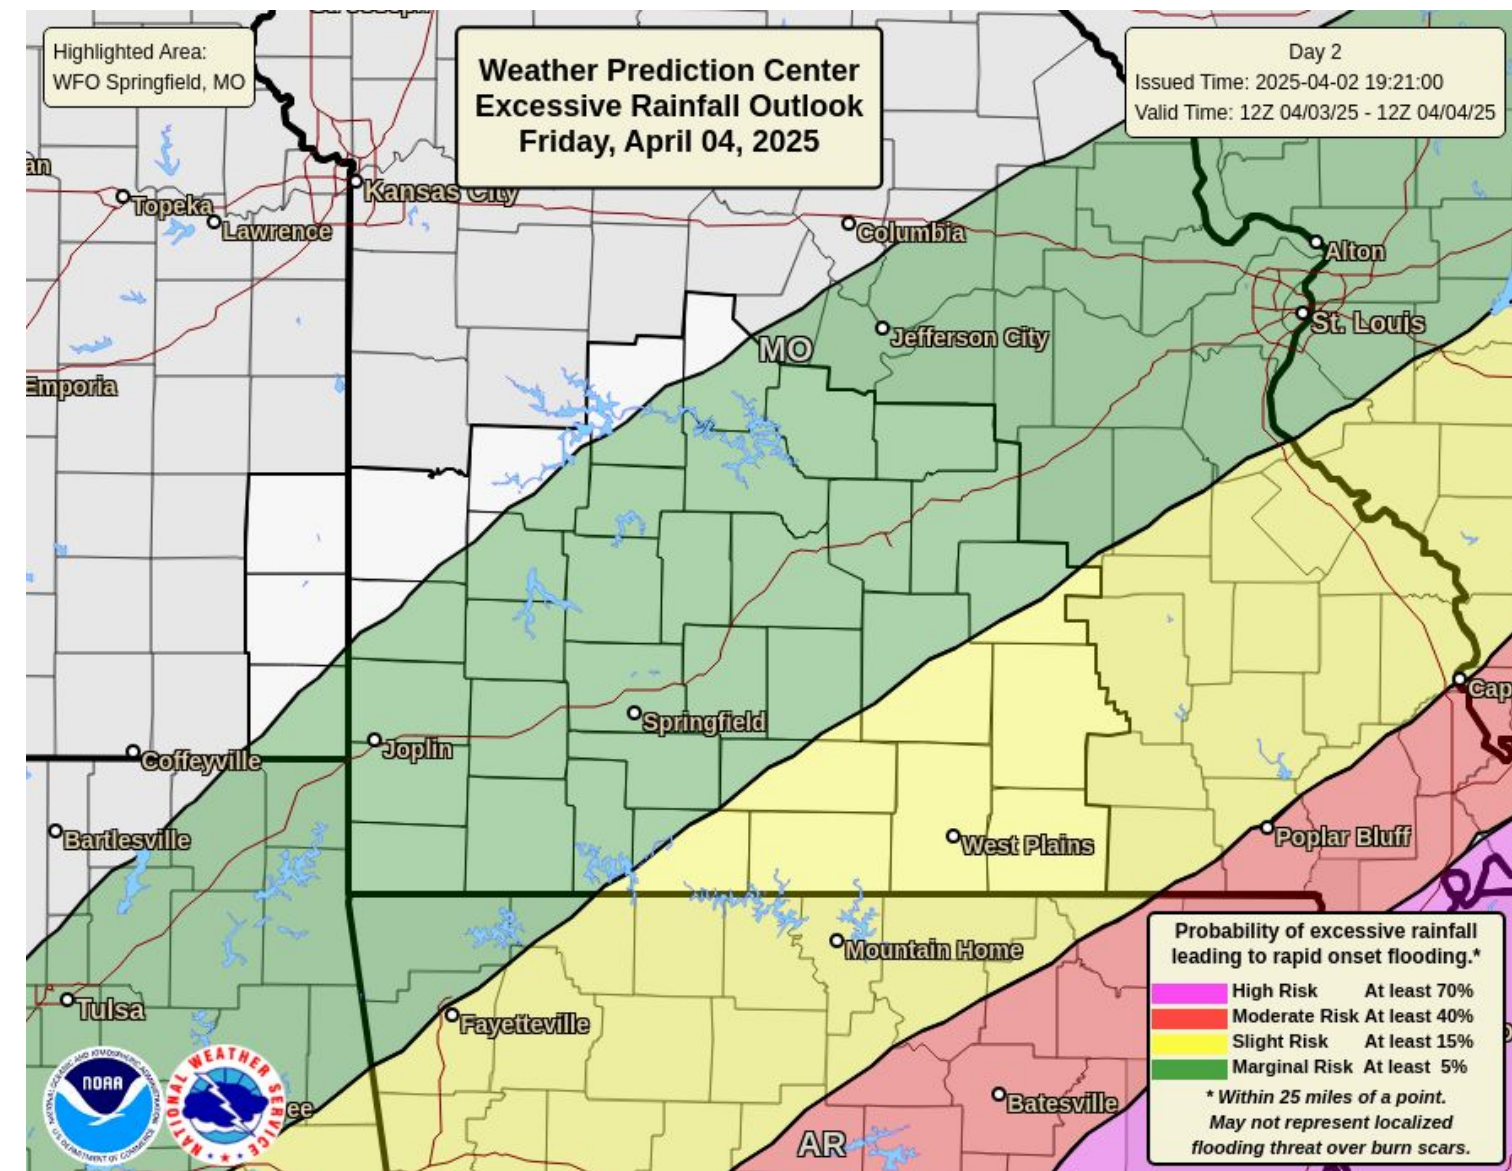 Highlighted Area:
WFO Springfield, MO
Weather Prediction Center
Excessive Rainfall Outlook
Friday, April 04, 2025
Day 2
Issued Time: 2025-04-02 19:21:00
Valid Time: 12Z 04/03/25 - 12Z 04/04/25
an
Topeka
Lawrence
Kansas City
Columbia
Alton
St. Louis
Jefferson City
MO
Emporia
Cap
Springfield
Joplin
Coffeyville
Bartlesville
Poplar Bluff
West Plains
Mountain Home
Tulsa
Fayetteville
ee
Batesville
AR
Probability of excessive rainfall
leading to rapid onset flooding.*
High Risk At least 70%
Moderate Risk At least 40%
Slight Risk At least 15%
Marginal Risk At least 5%
* Within 25 miles of a point.
May not represent localized
flooding threat over burn scars.
NOAA
NATIONAL WEATHER SERVICE